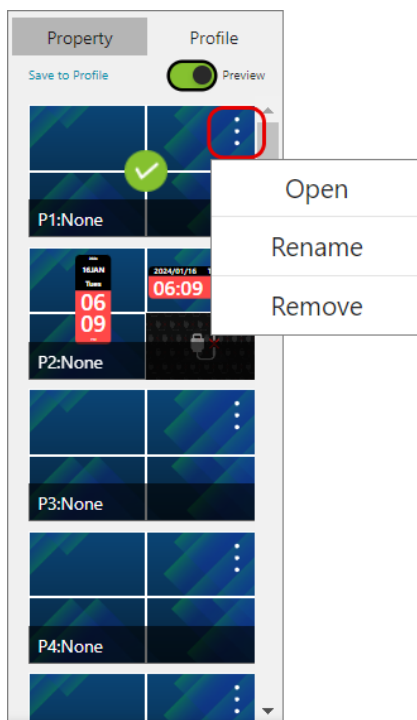 Property Profile
Save to Profile Preview
Open
P1:None
Rename
16JAN
2024/01/16
Tues
06:09
Remove
06
09
P2:None
P3:None
P4:None